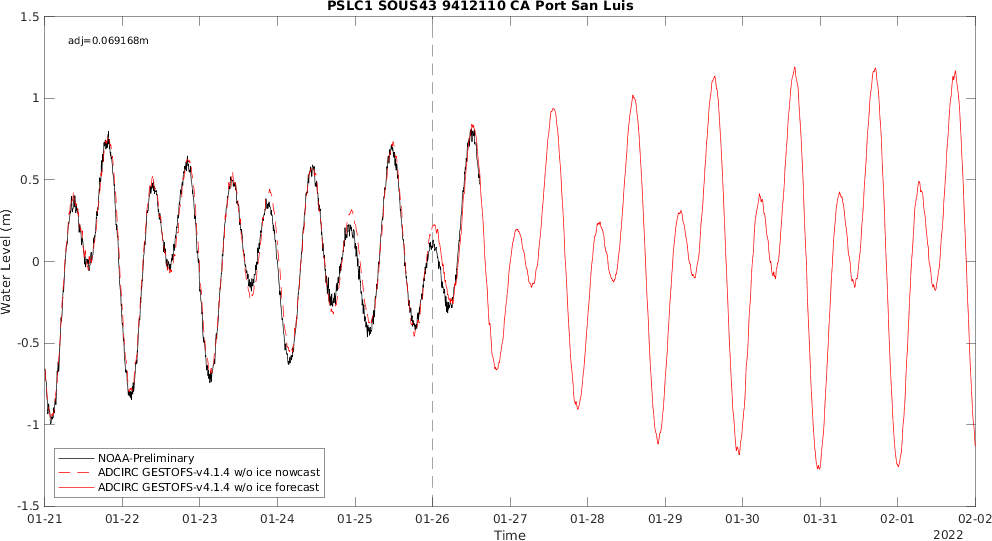 PSLC1 SOUS43 9412110 CA Port San Luis
adj=0.069168m
1.5
1
0.5
0
-0.5
-1
-1.5
Water Level (m)
NOAA-Preliminary
ADCIRC GESTOFS-v4.1.4 w/o ice nowcast
ADCIRC GESTOFS-v4.1.4 w/o ice forecast
01-21 01-22 01-23 01-24 01-25 01-26 01-27 01-28 01-29 01-30 01-31 02-01 02-02
Time
2022